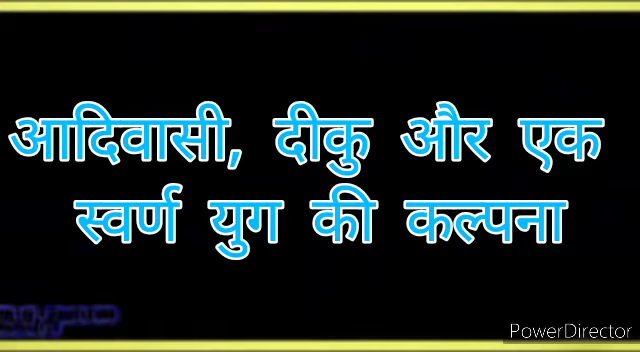 आदिवासी, दीकु और एक
स्वर्ण युग की कल्पना
PowerDirector